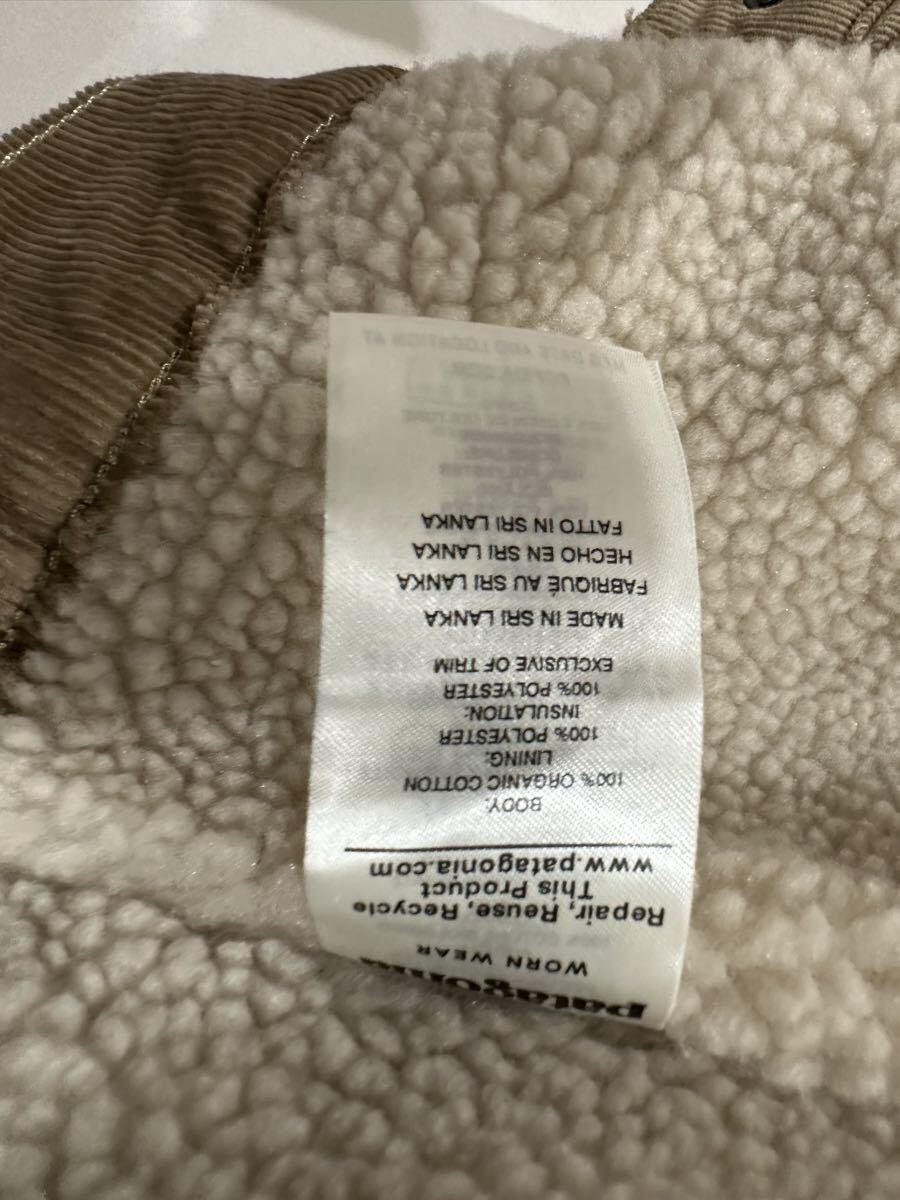 patagonia
WORN WEAR
Repair, Reuse, Recycle
This Product
www.patagonia.com
BODY:
100% ORGANIC COTTON
LINING:
100% POLYESTER
INSULATION:
100% POLYESTER
EXCLUSIVE OF TRIM
MADE IN SRI LANKA
FABRIQUÉ AU SRI LANKA
HECHO EN SRI LANKA
FATTO IN SRI LANKA